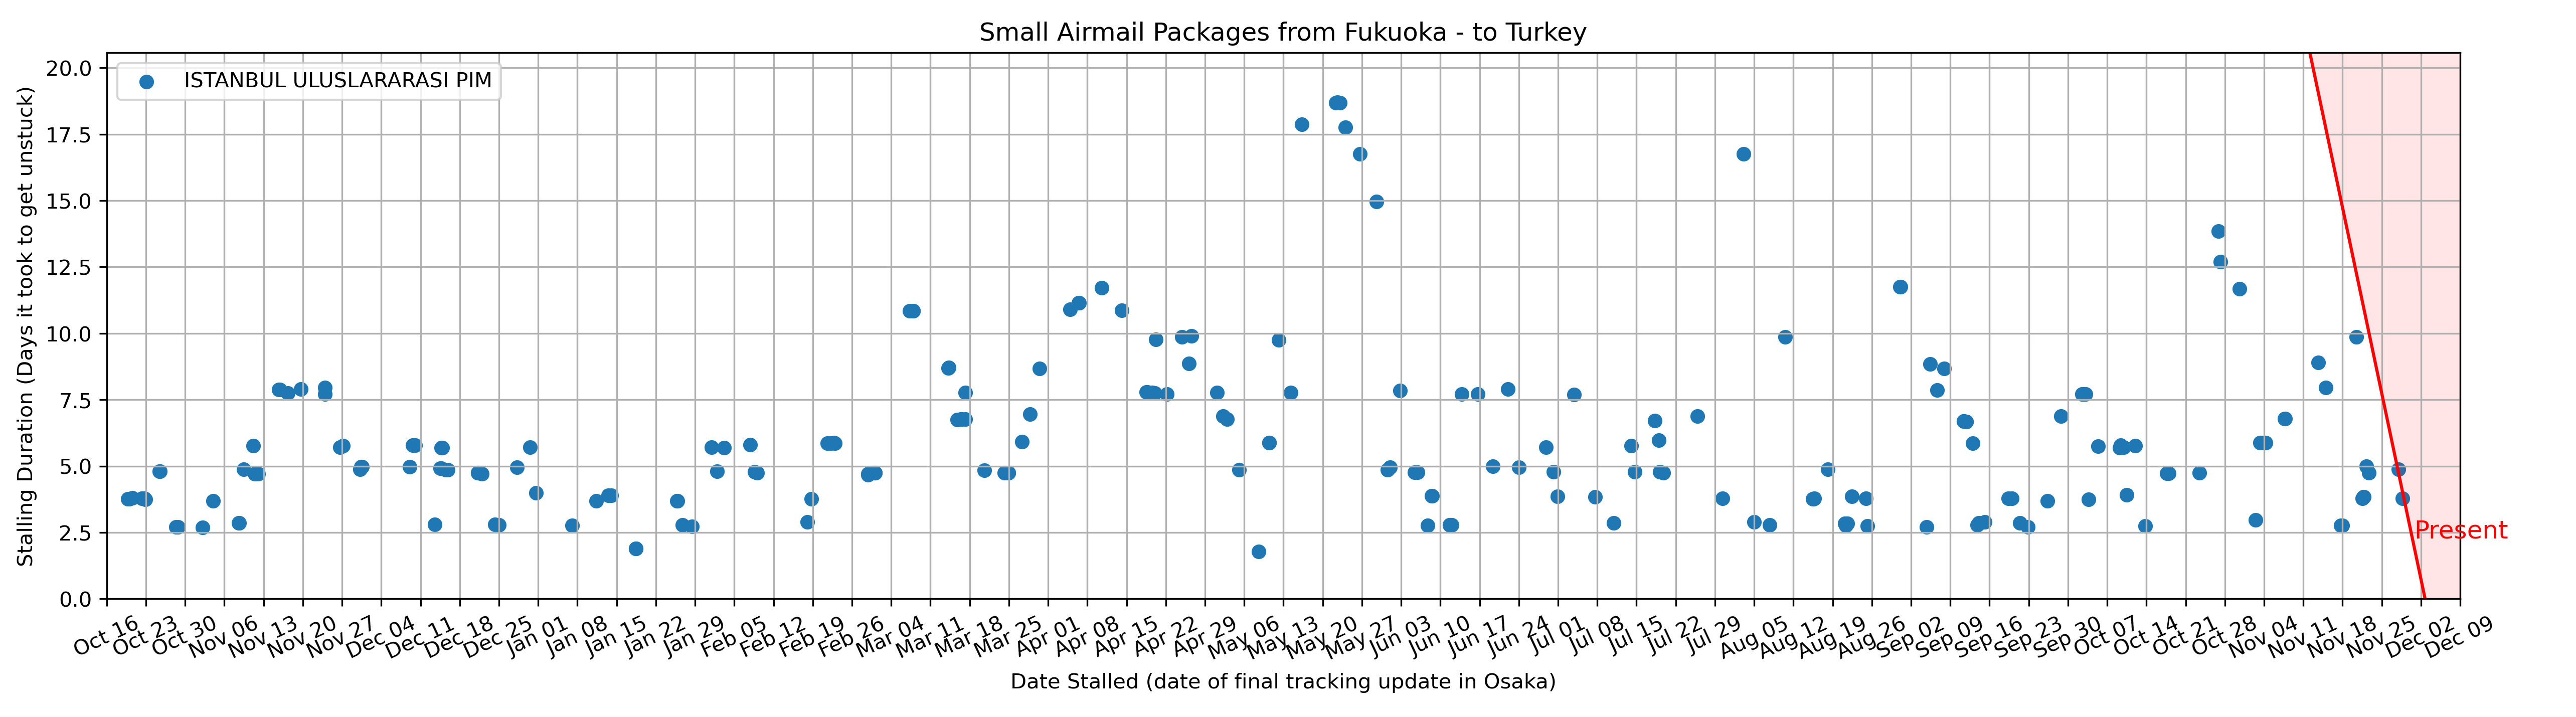 Small Airmail Packages from Fukuoka - to Turkey
ISTANBUL ULUSLARARASI PIM
Stalling Duration (Days it took to get unstuck)
20.0
17.5
15.0
12.5
10.0
7.5
5.0
2.5
0.0
Present
Oct 16 Oct 23 Oct 30 Nov 06 Nov 13 Nov 20 Nov 27 Dec 04 Dec 11 Dec 18 Dec 25 Jan 01 Jan 08 Jan 15 Jan 22 Jan 29 Feb 05 Feb 12 Feb 19 Feb 26 Mar 04 Mar 11 Mar 18 Mar 25 Apr 01 Apr 08 Apr 15 Apr 22 Apr 29 May 06 May 13 May 20 May 27 Jun 03 Jun 10 Jun 17 Jun 24 Jul 01 Jul 08 Jul 15 Jul 22 Jul 29 Aug 05 Aug 12 Aug 19 Aug 26 Sep 02 Sep 09 Sep 16 Sep 23 Sep 30 Oct 07 Oct 14 Oct 21 Oct 28 Nov 04 Nov 11 Nov 18 Nov 25 Dec 02 Dec 09
Date Stalled (date of final tracking update in Osaka)